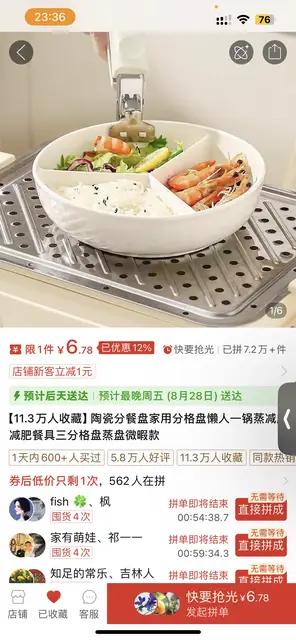 23:36
76
1/6
限1件 ¥6.78 已优惠12% 快要抢光 已拼7.2万+件
店铺新客立减1元
预计后天送达 预计最晚周五 (8月28日) 送达
【11.3万人收藏】陶瓷分餐盘家用分格盘懒人一锅蒸减
减肥餐具三分格盘蒸盘微暇款
1天内600+人买过 5.8万人好评 11.3万人收藏 同款热销
券后低价只剩1次，562人在拼
fish 🍀、枫 拼单即将结束 无需等待
囤货4次 00:54:38.7 直接拼成
家有萌娃、祁一一 拼单即将结束 无需等待
囤货4次 00:59:34.3 直接拼成
知足的常乐、吉林人 拼单即将结束 无需等待
直接拼成
店铺 已收藏 客服 快要抢光¥6.78
发起拼单